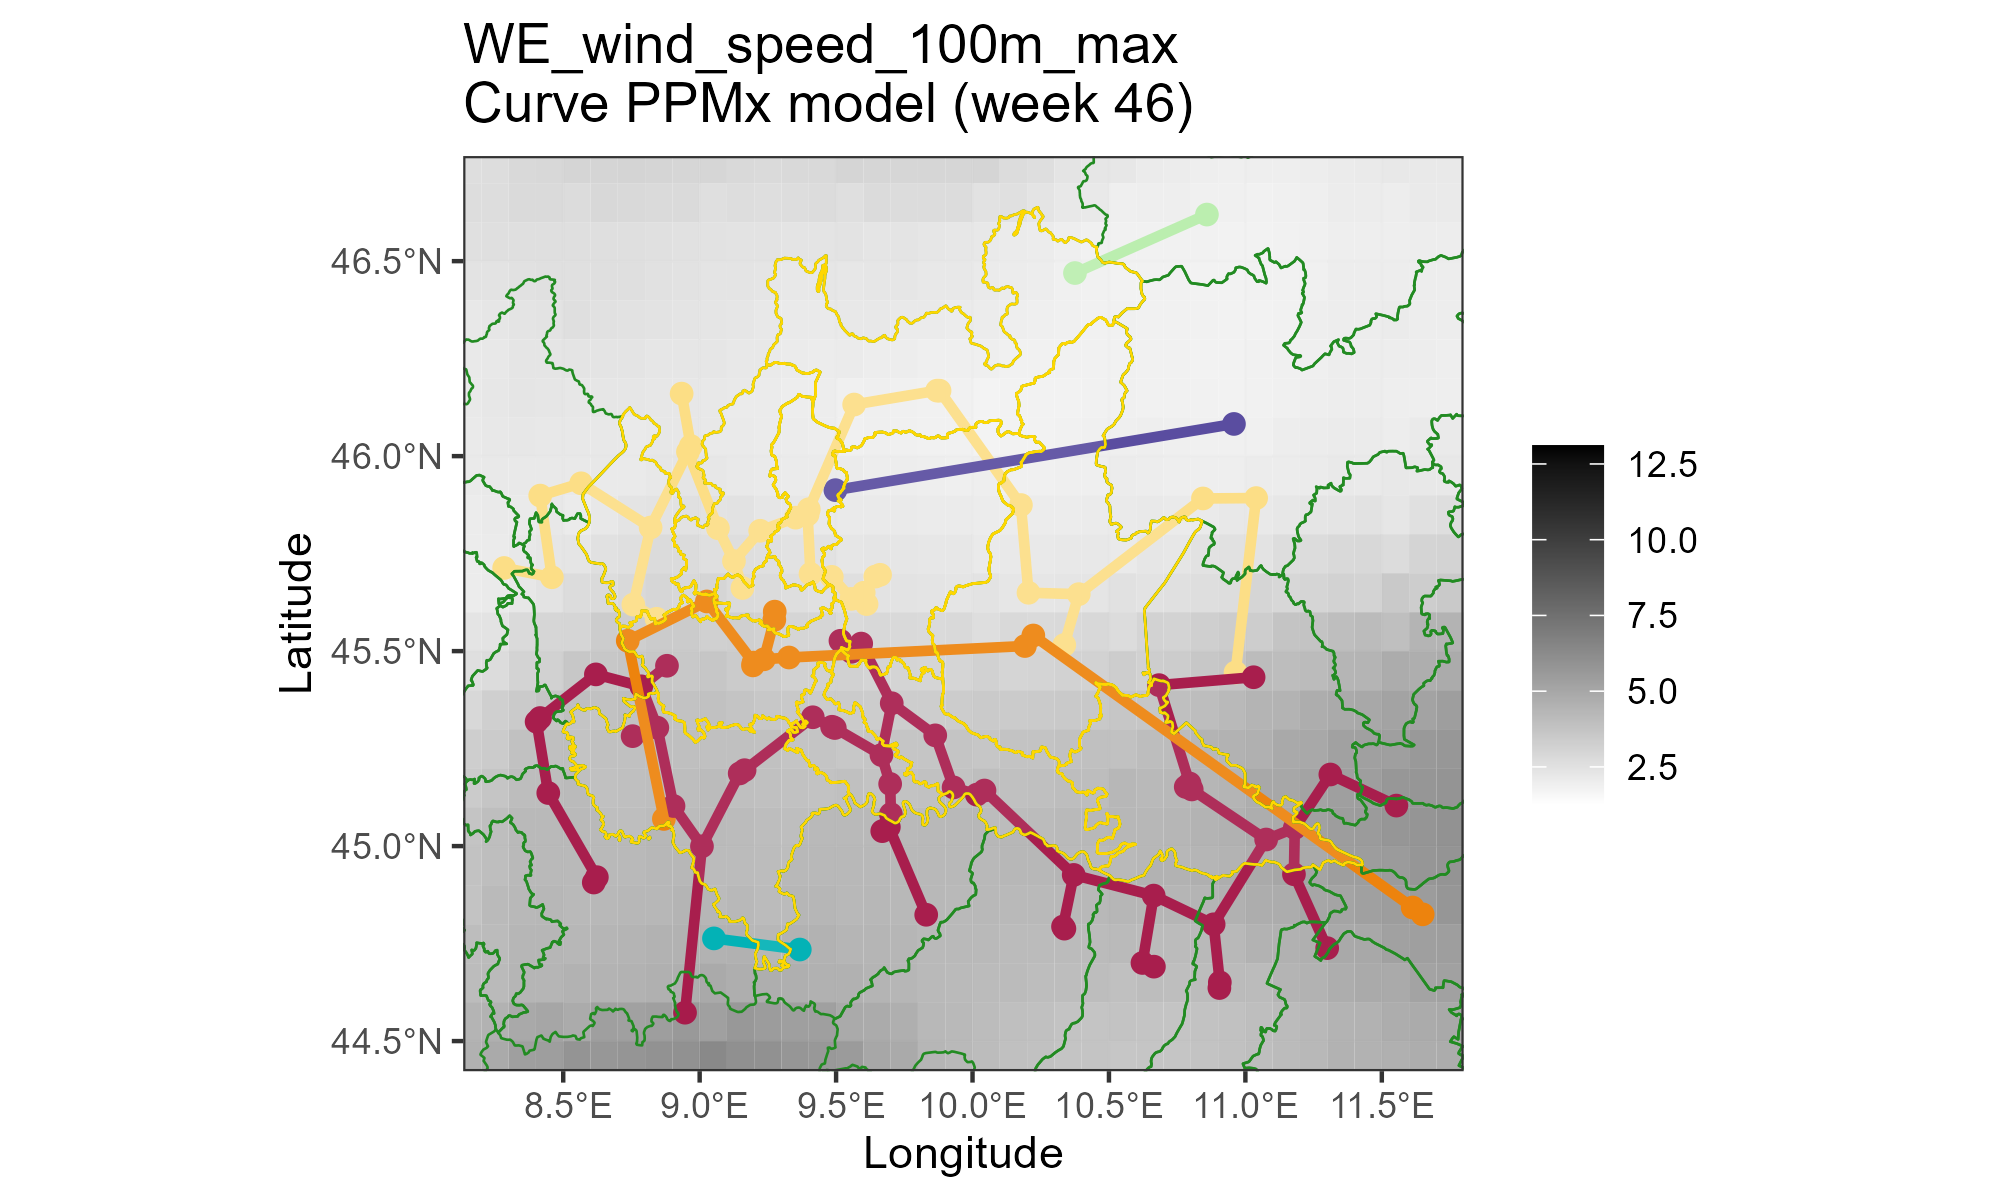 WE_wind_speed_100m_max
Curve PPMx model (week 46)
46.5°N
46.0°N
45.5°N
45.0°N
44.5°N
Latitude
8.5°E 9.0°E 9.5°E 10.0°E 10.5°E 11.0°E 11.5°E
Longitude
12.5
10.0
7.5
5.0
2.5